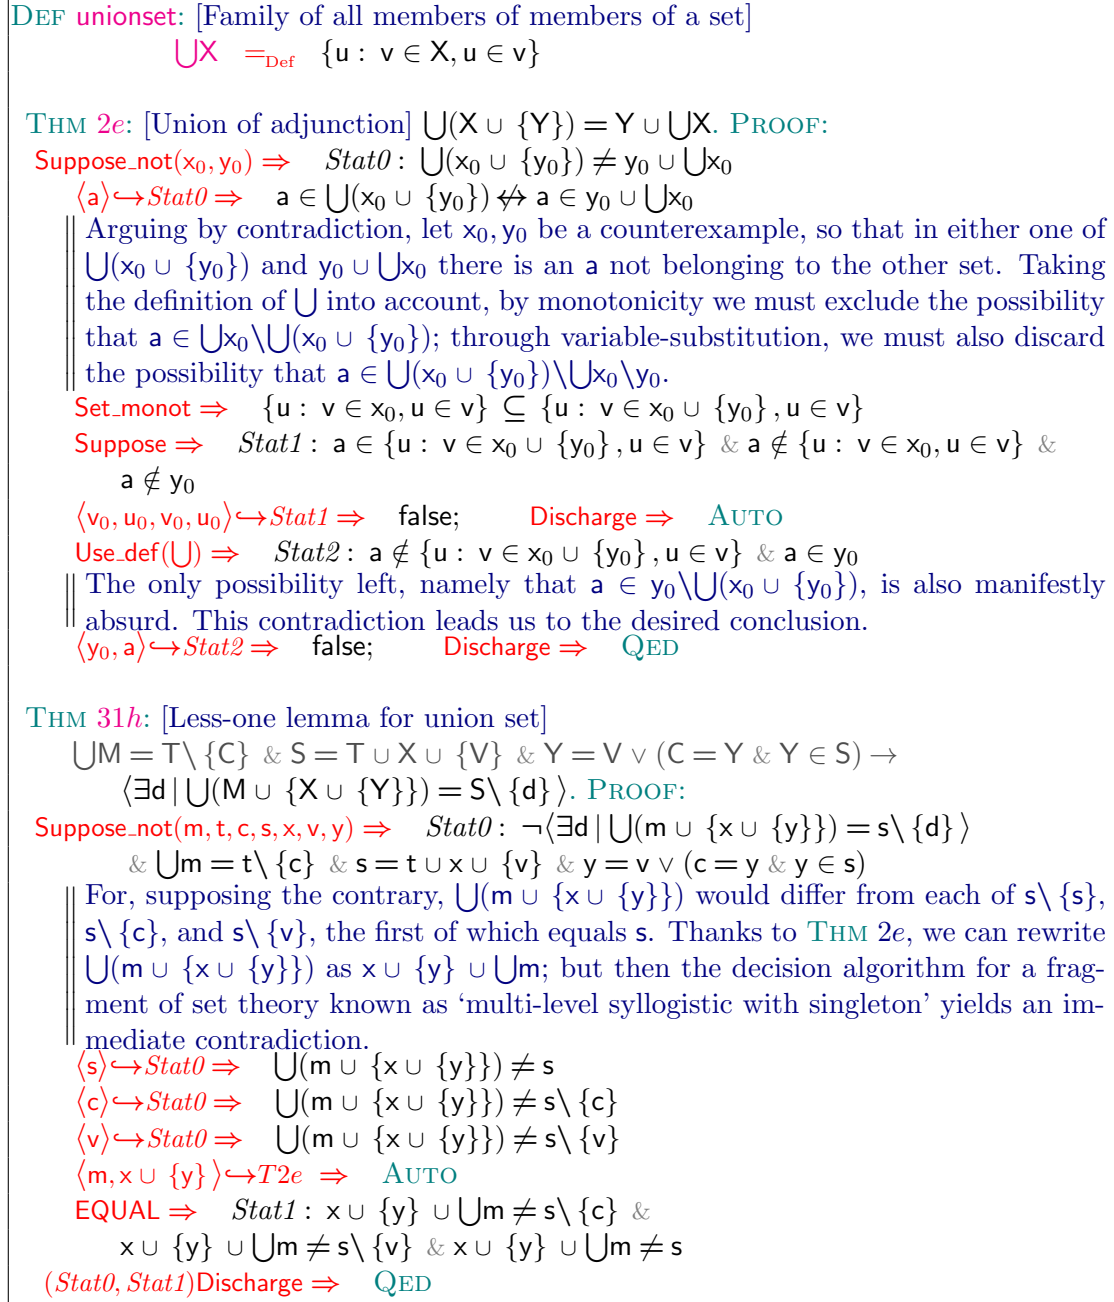 DEF unionset: [Family of all members of members of a set]
⋃X =Def {u : v ∈ X, u ∈ v}
THM 2e: [Union of adjunction] ⋃(X ∪ {Y}) = Y ∪ ⋃X. PROOF:
Suppose_not(x₀, y₀) ⇒ Stat0 : ⋃(x₀ ∪ {y₀}) ≠ y₀ ∪ ⋃x₀
⟨a⟩↪Stat0 ⇒ a ∈ ⋃(x₀ ∪ {y₀}) ↮ a ∈ y₀ ∪ ⋃x₀
Arguing by contradiction, let x₀, y₀ be a counterexample, so that in either one of
⋃(x₀ ∪ {y₀}) and y₀ ∪ ⋃x₀ there is an a not belonging to the other set. Taking
the definition of ⋃ into account, by monotonicity we must exclude the possibility
that a ∈ ⋃x₀\⋃(x₀ ∪ {y₀}); through variable-substitution, we must also discard
the possibility that a ∈ ⋃(x₀ ∪ {y₀})\⋃x₀\y₀.
Set_monot ⇒ {u : v ∈ x₀, u ∈ v} ⊆ {u : v ∈ x₀ ∪ {y₀} , u ∈ v}
Suppose ⇒ Stat1 : a ∈ {u : v ∈ x₀ ∪ {y₀} , u ∈ v} & a ∉ {u : v ∈ x₀, u ∈ v} &
a ∉ y₀
⟨v₀, u₀, v₀, u₀⟩↪Stat1 ⇒ false; Discharge ⇒ AUTO
Use_def(⋃) ⇒ Stat2 : a ∉ {u : v ∈ x₀ ∪ {y₀} , u ∈ v} & a ∈ y₀
The only possibility left, namely that a ∈ y₀\⋃(x₀ ∪ {y₀}), is also manifestly
absurd. This contradiction leads us to the desired conclusion.
⟨y₀, a⟩↪Stat2 ⇒ false; Discharge ⇒ QED
THM 31h: [Less-one lemma for union set]
⋃M = T\ {C} & S = T ∪ X ∪ {V} & Y = V ∨ (C = Y & Y ∈ S) →
⟨∃d | ⋃(M ∪ {X ∪ {Y}}) = S\ {d} ⟩. PROOF:
Suppose_not(m, t, c, s, x, v, y) ⇒ Stat0 : ¬⟨∃d | ⋃(m ∪ {x ∪ {y}}) = s\ {d} ⟩
& ⋃m = t\ {c} & s = t ∪ x ∪ {v} & y = v ∨ (c = y & y ∈ s)
For, supposing the contrary, ⋃(m ∪ {x ∪ {y}}) would differ from each of s\ {s},
s\ {c}, and s\ {v}, the first of which equals s. Thanks to THM 2e, we can rewrite
⋃(m ∪ {x ∪ {y}}) as x ∪ {y} ∪ ⋃m; but then the decision algorithm for a frag-
ment of set theory known as ‘multi-level syllogistic with singleton’ yields an im-
mediate contradiction.
⟨s⟩↪Stat0 ⇒ ⋃(m ∪ {x ∪ {y}}) ≠ s
⟨c⟩↪Stat0 ⇒ ⋃(m ∪ {x ∪ {y}}) ≠ s\ {c}
⟨v⟩↪Stat0 ⇒ ⋃(m ∪ {x ∪ {y}}) ≠ s\ {v}
⟨m, x ∪ {y} ⟩↪T2e ⇒ AUTO
EQUAL ⇒ Stat1 : x ∪ {y} ∪ ⋃m ≠ s\ {c} &
x ∪ {y} ∪ ⋃m ≠ s\ {v} & x ∪ {y} ∪ ⋃m ≠ s
(Stat0, Stat1)Discharge ⇒ QED